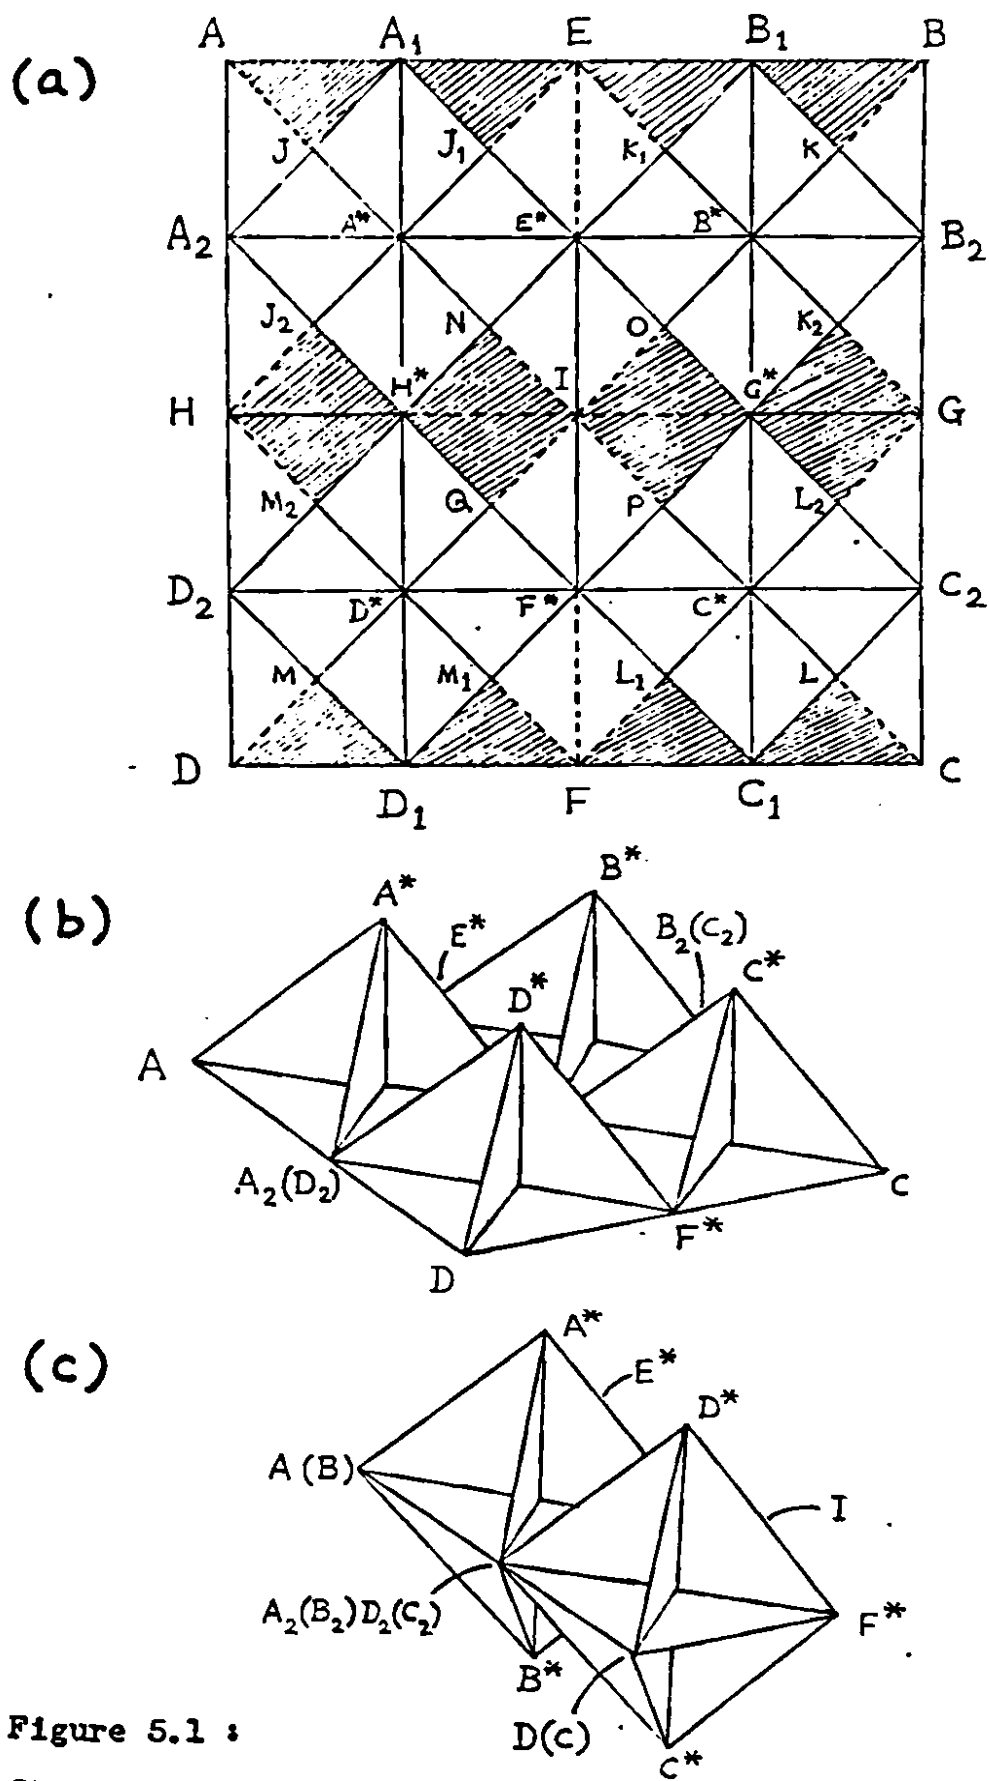 (a)
A A₁ E B₁ B
J J₁ K₁ K
A₂ A* E* B* B₂
J₂ N O K₂
H H* I G* G
M₂ Q P L₂
D₂ D* F* C* C₂
M M₁ L₁ L
D D₁ F C₁ C
(b)
A* B*
E* B₂(C₂)
D* C*
A
A₂(D₂) C
F*
D
(c)
A*
E*
D*
A (B)
I
A₂(B₂)D₂(C₂) F*
B*
D(C)
C*
Figure 5.1 :